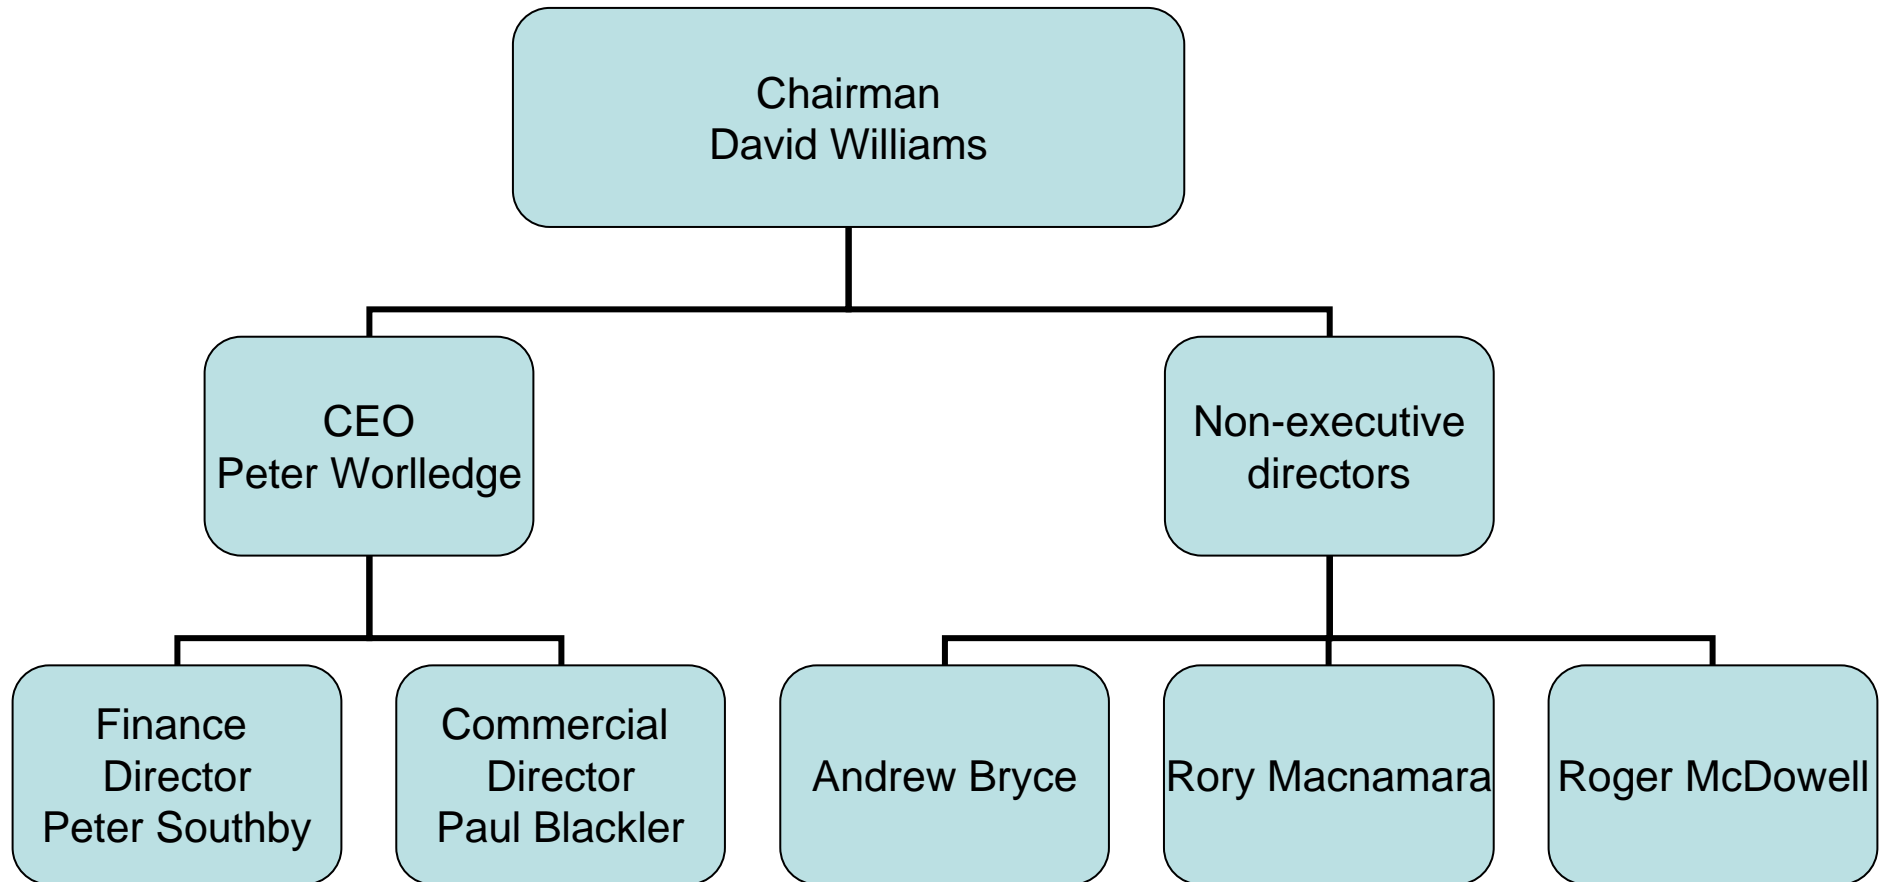 Chairman
David Williams
CEO
Peter Worlledge
Non-executive
directors
Finance
Director
Peter Southby
Commercial
Director
Paul Blackler
Andrew Bryce
Rory Macnamara
Roger McDowell